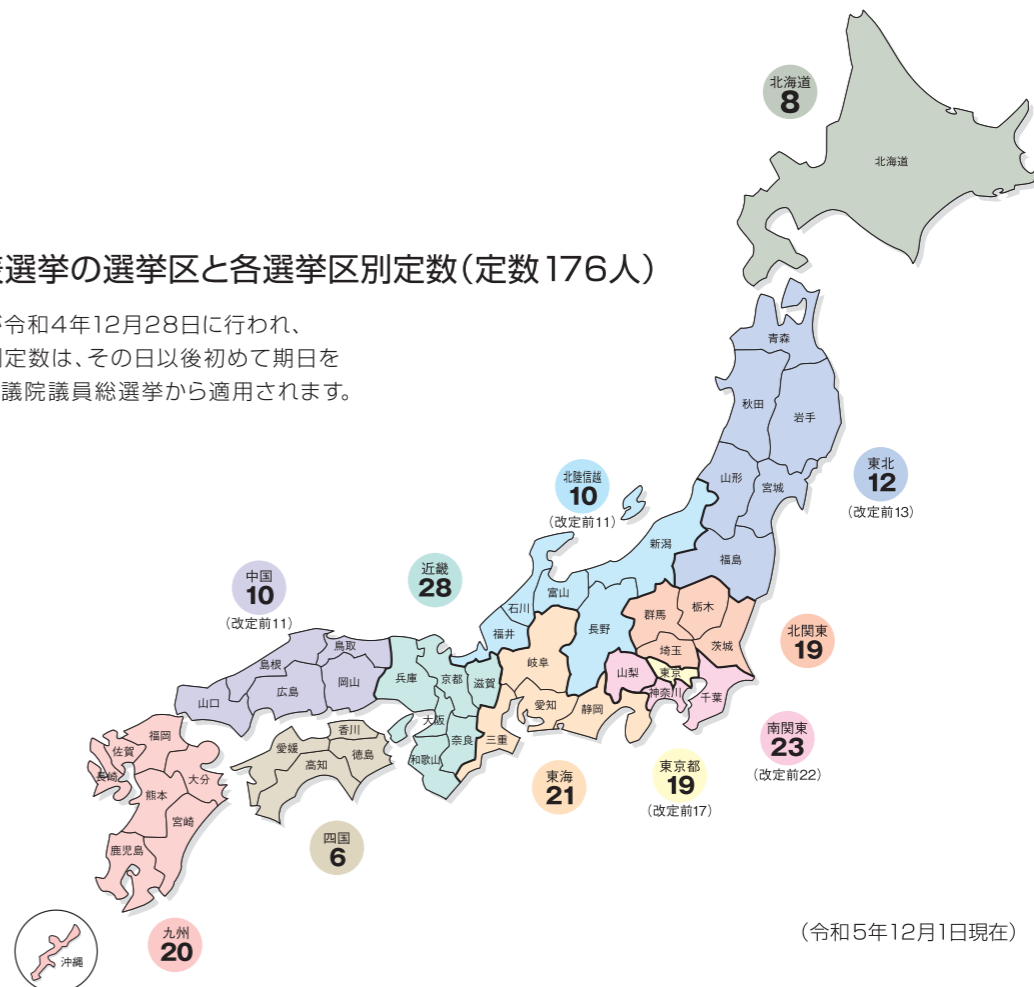 北海道
8
北海道
選挙の選挙区と各選挙区別定数(定数176人)
令和4年12月28日に行われ、
定数は、その日以後初めて期日を
議院議員総選挙から適用されます。
青森
秋田
岩手
山形
宮城
福島
東北
12
(改定前13)
北陸信越
10
(改定前11)
新潟
富山
石川
福井
長野
近畿
28
中国
10
(改定前11)
群馬
栃木
茨城
埼玉
北関東
19
東京
山梨
神奈川
千葉
南関東
23
(改定前22)
東京都
19
(改定前17)
岐阜
愛知
静岡
三重
東海
21
兵庫
京都
滋賀
大阪
奈良
和歌山
鳥取
島根
岡山
広島
山口
香川
愛媛
徳島
高知
四国
6
福岡
佐賀
長崎
大分
熊本
宮崎
鹿児島
沖縄
九州
20
(令和5年12月1日現在)